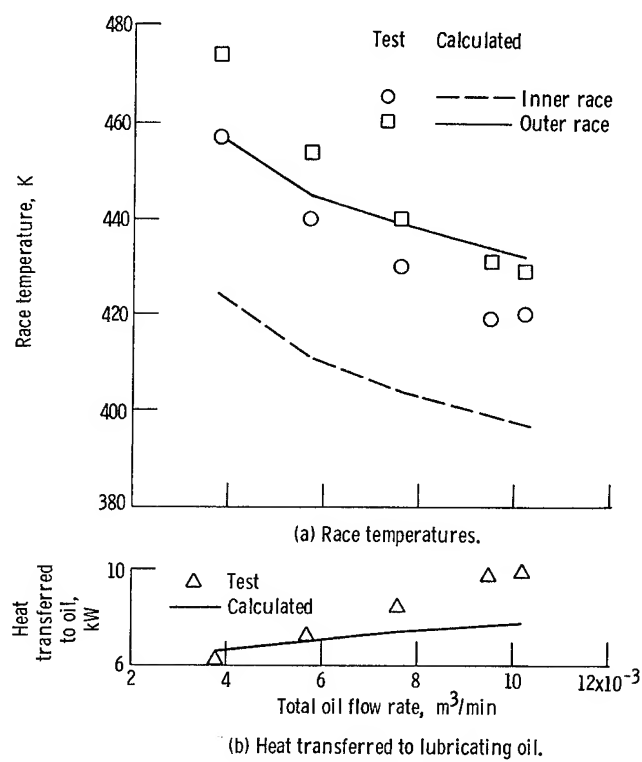 480
470
460
440
420
400
380
Race temperature, K
Test Calculated
Inner race
Outer race
(a) Race temperatures.
Heat transferred to oil, kW
10
6
Test
Calculated
2 4 6 8 10 12x10⁻³
Total oil flow rate, m³/min
(b) Heat transferred to lubricating oil.